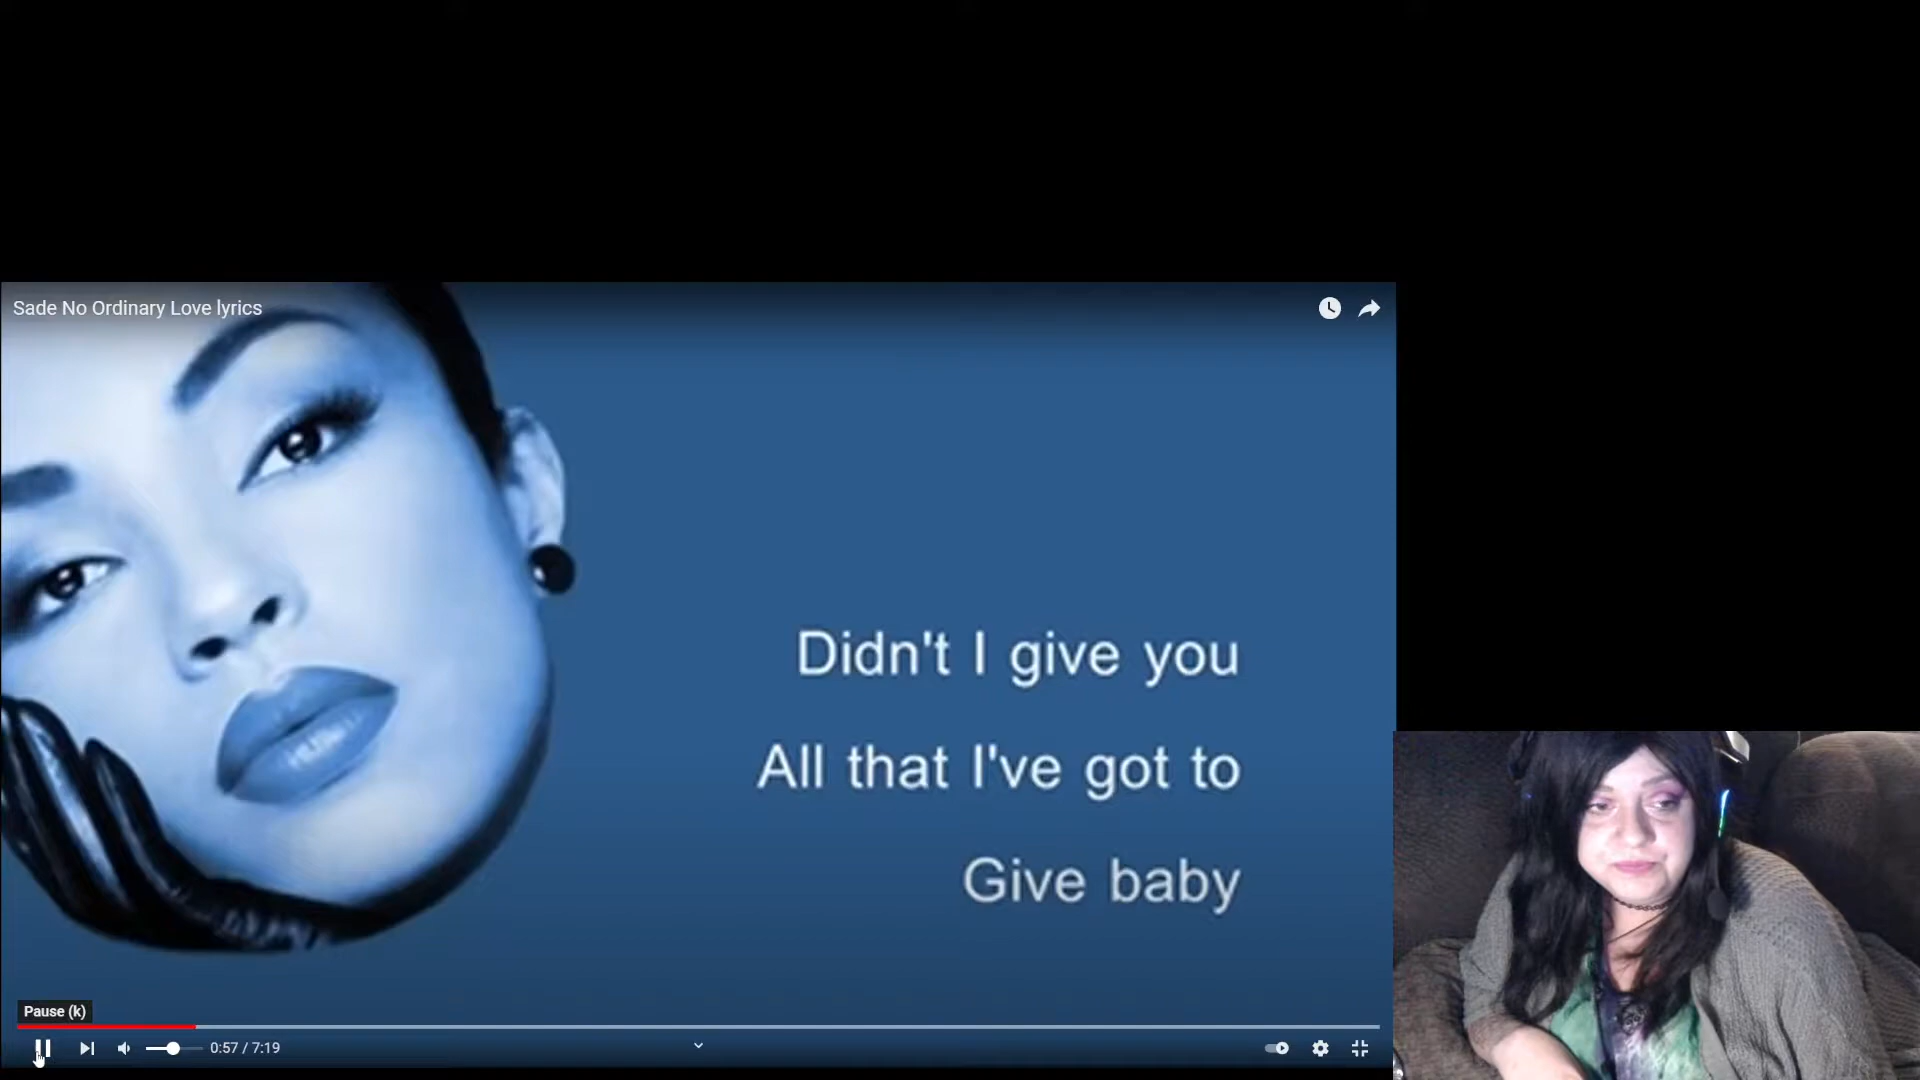 Sade No Ordinary Love lyrics
Didn't I give you
All that I've got to
Give baby
Pause (k)
0:57 / 7:19